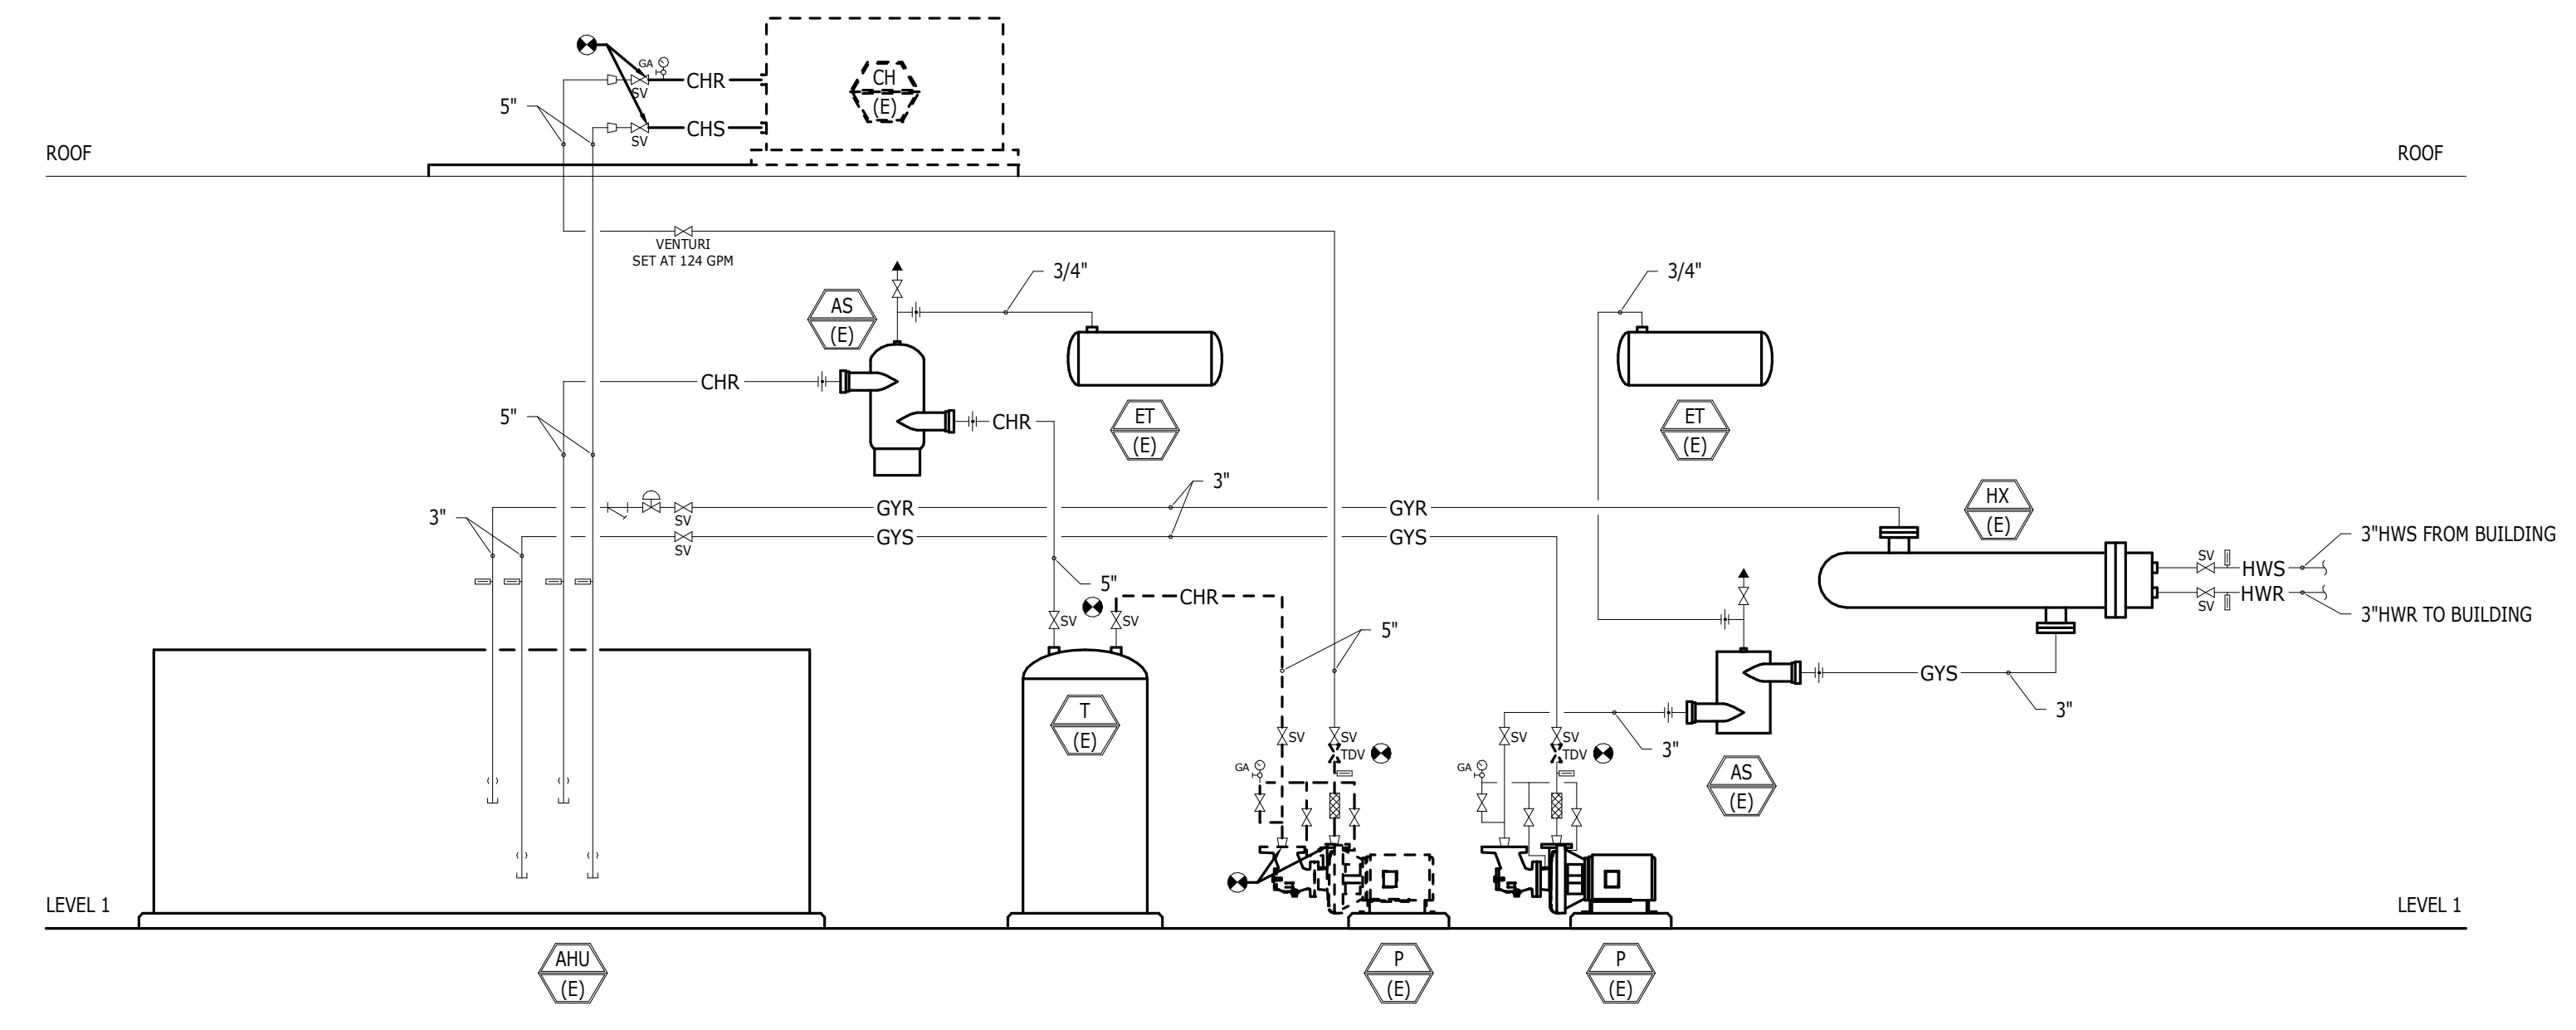 GA
CHR
CH
(E)
SV
5"
CHS
SV
ROOF
ROOF
VENTURI
SET AT 124 GPM
3/4"
3/4"
AS
(E)
CHR
5"
CHR
ET
(E)
ET
(E)
3"
3"
GYR
GYR
SV
GYS
GYS
SV
HX
(E)
3"HWS FROM BUILDING
SV
HWS
HWR
SV
3"HWR TO BUILDING
5"
CHR
SV
SV
5"
GYS
3"
T
(E)
SV
SV
TDV
SV
SV
TDV
3"
GA
GA
AS
(E)
LEVEL 1
LEVEL 1
AHU
(E)
P
(E)
P
(E)